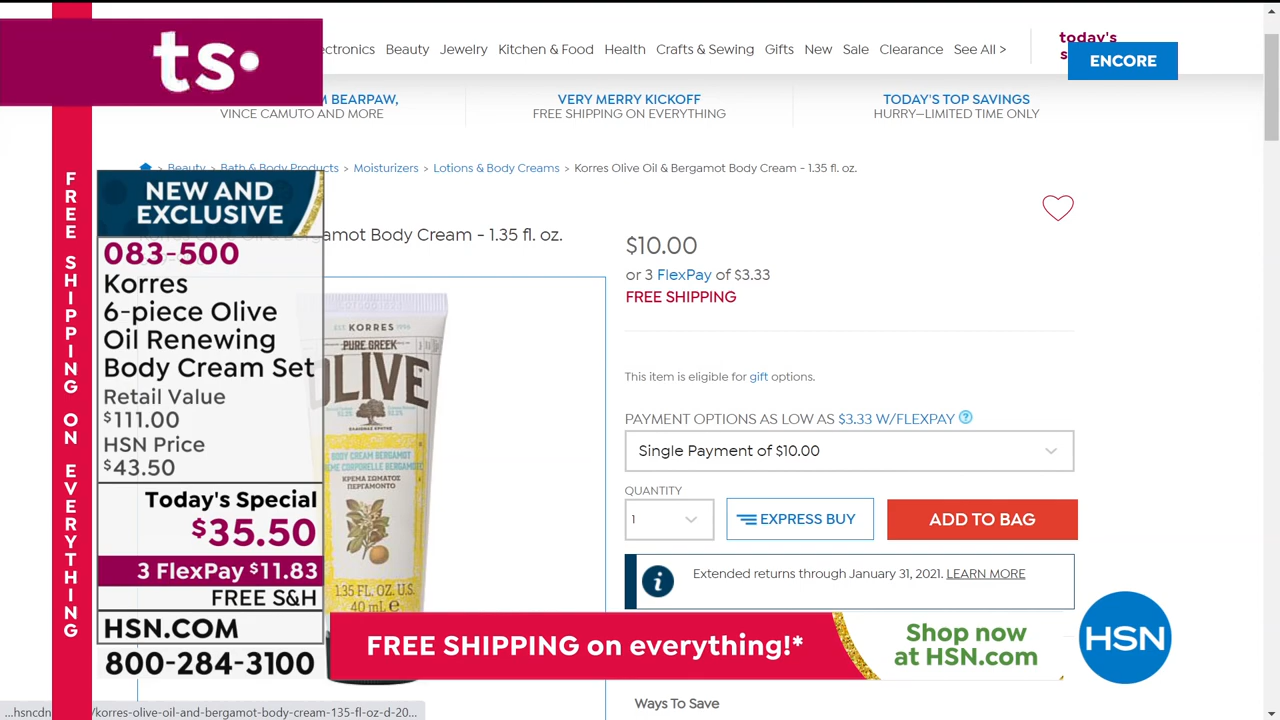 ts.
ectronics Beauty Jewelry Kitchen & Food Health Crafts & Sewing Gifts New Sale Clearance See All >
today's
s
ENCORE
M BEARPAW,
VINCE CAMUTO AND MORE
VERY MERRY KICKOFF
FREE SHIPPING ON EVERYTHING
TODAY'S TOP SAVINGS
HURRY—LIMITED TIME ONLY
> Beauty > Bath & Body Products > Moisturizers > Lotions & Body Creams > Korres Olive Oil & Bergamot Body Cream - 1.35 fl. oz.
FREE SHIPPING ON EVERYTHING
NEW AND
EXCLUSIVE
083-500
Korres
6-piece Olive
Oil Renewing
Body Cream Set
Retail Value
$111.00
HSN Price
$43.50
Today's Special
$35.50
3 FlexPay $11.83
FREE S&H
HSN.COM
800-284-3100
amot Body Cream - 1.35 fl. oz.
EST. KORRES 1996
PURE GREEK
OLIVE
BODY CREAM BERGAMOT
CRÈME CORPORELLE BERGAMOTE
ΚΡΕΜΑ ΣΩΜΑΤΟΣ
ΠΕΡΓΑΜΟΝΤΟ
1.35 FL. OZ. U.S.
40 mL e
$10.00
or 3 FlexPay of $3.33
FREE SHIPPING
This item is eligible for gift options.
PAYMENT OPTIONS AS LOW AS $3.33 W/FLEXPAY ?
Single Payment of $10.00
QUANTITY
1
EXPRESS BUY
ADD TO BAG
i
Extended returns through January 31, 2021. LEARN MORE
FREE SHIPPING on everything!*
Shop now
at HSN.com
HSN
Ways To Save
...hsncdn /korres-olive-oil-and-bergamot-body-cream-135-fl-oz-d-20...